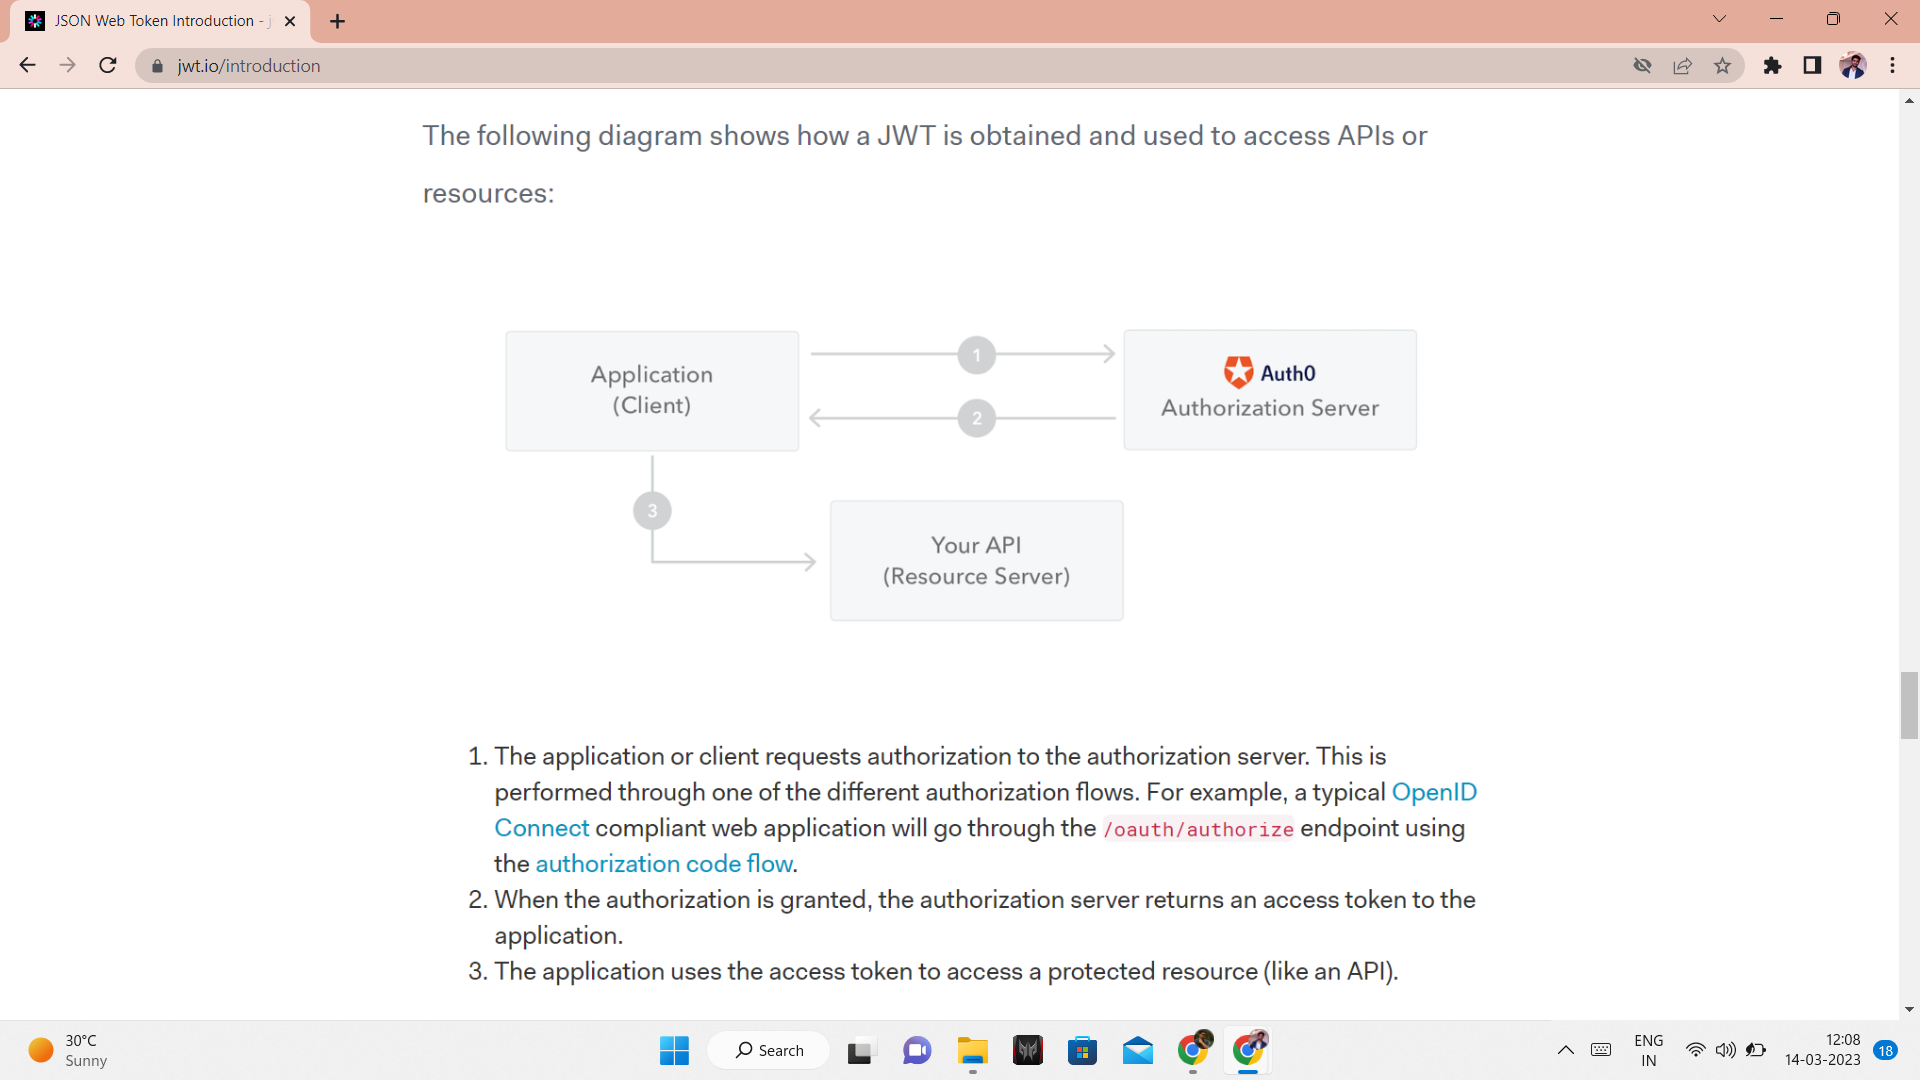 JSON Web Token Introduction -
jwt.io/introduction
The following diagram shows how a JWT is obtained and used to access APIs or
resources:
Application
(Client)
1
2
Auth0
Authorization Server
3
Your API
(Resource Server)
1. The application or client requests authorization to the authorization server. This is
performed through one of the different authorization flows. For example, a typical OpenID
Connect compliant web application will go through the /oauth/authorize endpoint using
the authorization code flow.
2. When the authorization is granted, the authorization server returns an access token to the
application.
3. The application uses the access token to access a protected resource (like an API).
30°C
Sunny
Search
ENG
IN
12:08
14-03-2023
18